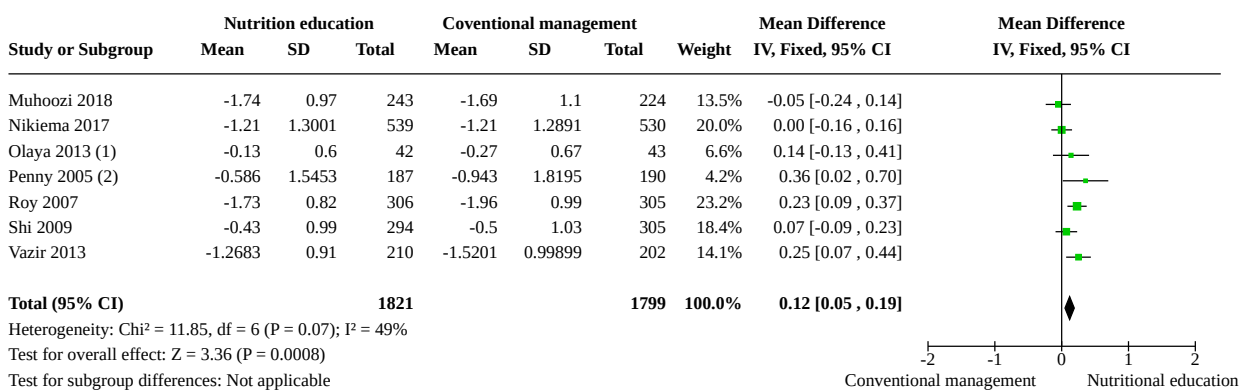 Nutrition education Coventional management Mean Difference Mean Difference
Study or Subgroup Mean SD Total Mean SD Total Weight IV, Fixed, 95% CI IV, Fixed, 95% CI
Muhoozi 2018 -1.74 0.97 243 -1.69 1.1 224 13.5% -0.05 [-0.24 , 0.14]
Nikiema 2017 -1.21 1.3001 539 -1.21 1.2891 530 20.0% 0.00 [-0.16 , 0.16]
Olaya 2013 (1) -0.13 0.6 42 -0.27 0.67 43 6.6% 0.14 [-0.13 , 0.41]
Penny 2005 (2) -0.586 1.5453 187 -0.943 1.8195 190 4.2% 0.36 [0.02 , 0.70]
Roy 2007 -1.73 0.82 306 -1.96 0.99 305 23.2% 0.23 [0.09 , 0.37]
Shi 2009 -0.43 0.99 294 -0.5 1.03 305 18.4% 0.07 [-0.09 , 0.23]
Vazir 2013 -1.2683 0.91 210 -1.5201 0.99899 202 14.1% 0.25 [0.07 , 0.44]
Total (95% CI) 1821 1799 100.0% 0.12 [0.05 , 0.19]
Heterogeneity: Chi² = 11.85, df = 6 (P = 0.07); I² = 49%
Test for overall effect: Z = 3.36 (P = 0.0008)
-2 -1 0 1 2
Test for subgroup differences: Not applicable Conventional management Nutritional education